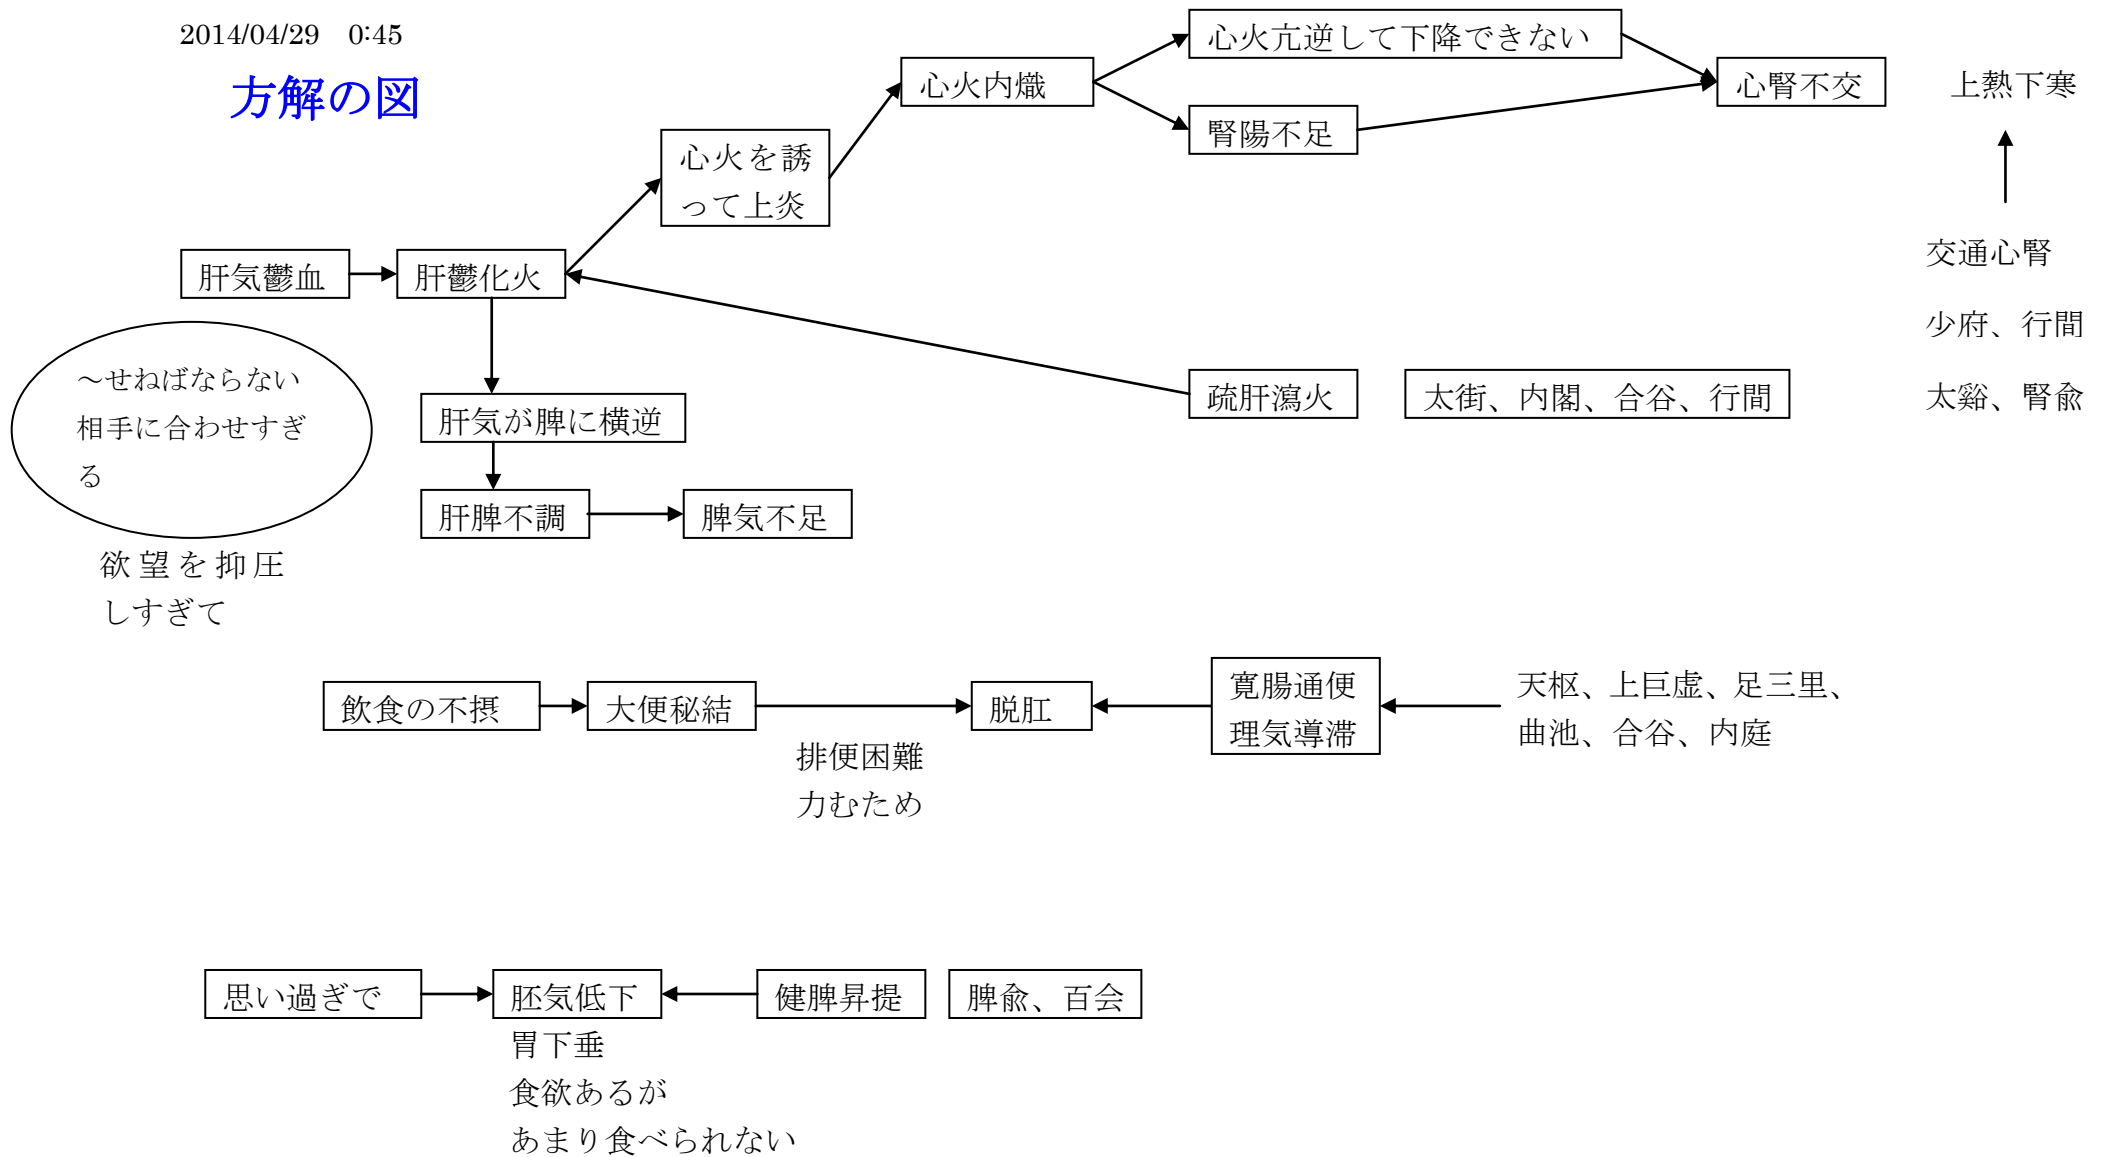 2014/04/29　0:45
方解の図
心火亢逆して下降できない
心火内熾
心腎不交
上熱下寒
腎陽不足
心火を誘
って上炎
肝気鬱血
肝鬱化火
交通心腎
少府、行間
太谿、腎兪
～せねばならない
相手に合わせすぎ
る
疏肝瀉火
太街、内閣、合谷、行間
肝気が脾に横逆
肝脾不調
脾気不足
欲望を抑圧
しすぎて
飲食の不摂
大便秘結
脱肛
寛腸通便
理気導滞
天枢、上巨虚、足三里、
曲池、合谷、内庭
排便困難
力むため
思い過ぎで
胚気低下
健脾昇提
脾兪、百会
胃下垂
食欲あるが
あまり食べられない